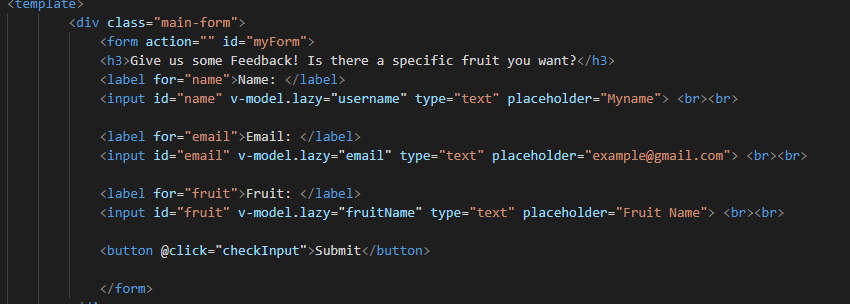 <template>
<div class="main-form">
<form action="" id="myForm">
<h3>Give us some Feedback! Is there a specific fruit you want?</h3>
<label for="name">Name: </label>
<input id="name" v-model.lazy="username" type="text" placeholder="Myname"> <br><br>
<label for="email">Email: </label>
<input id="email" v-model.lazy="email" type="text" placeholder="example@gmail.com"> <br><br>
<label for="fruit">Fruit: </label>
<input id="fruit" v-model.lazy="fruitName" type="text" placeholder="Fruit Name"> <br><br>
<button @click="checkInput">Submit</button>
</form>